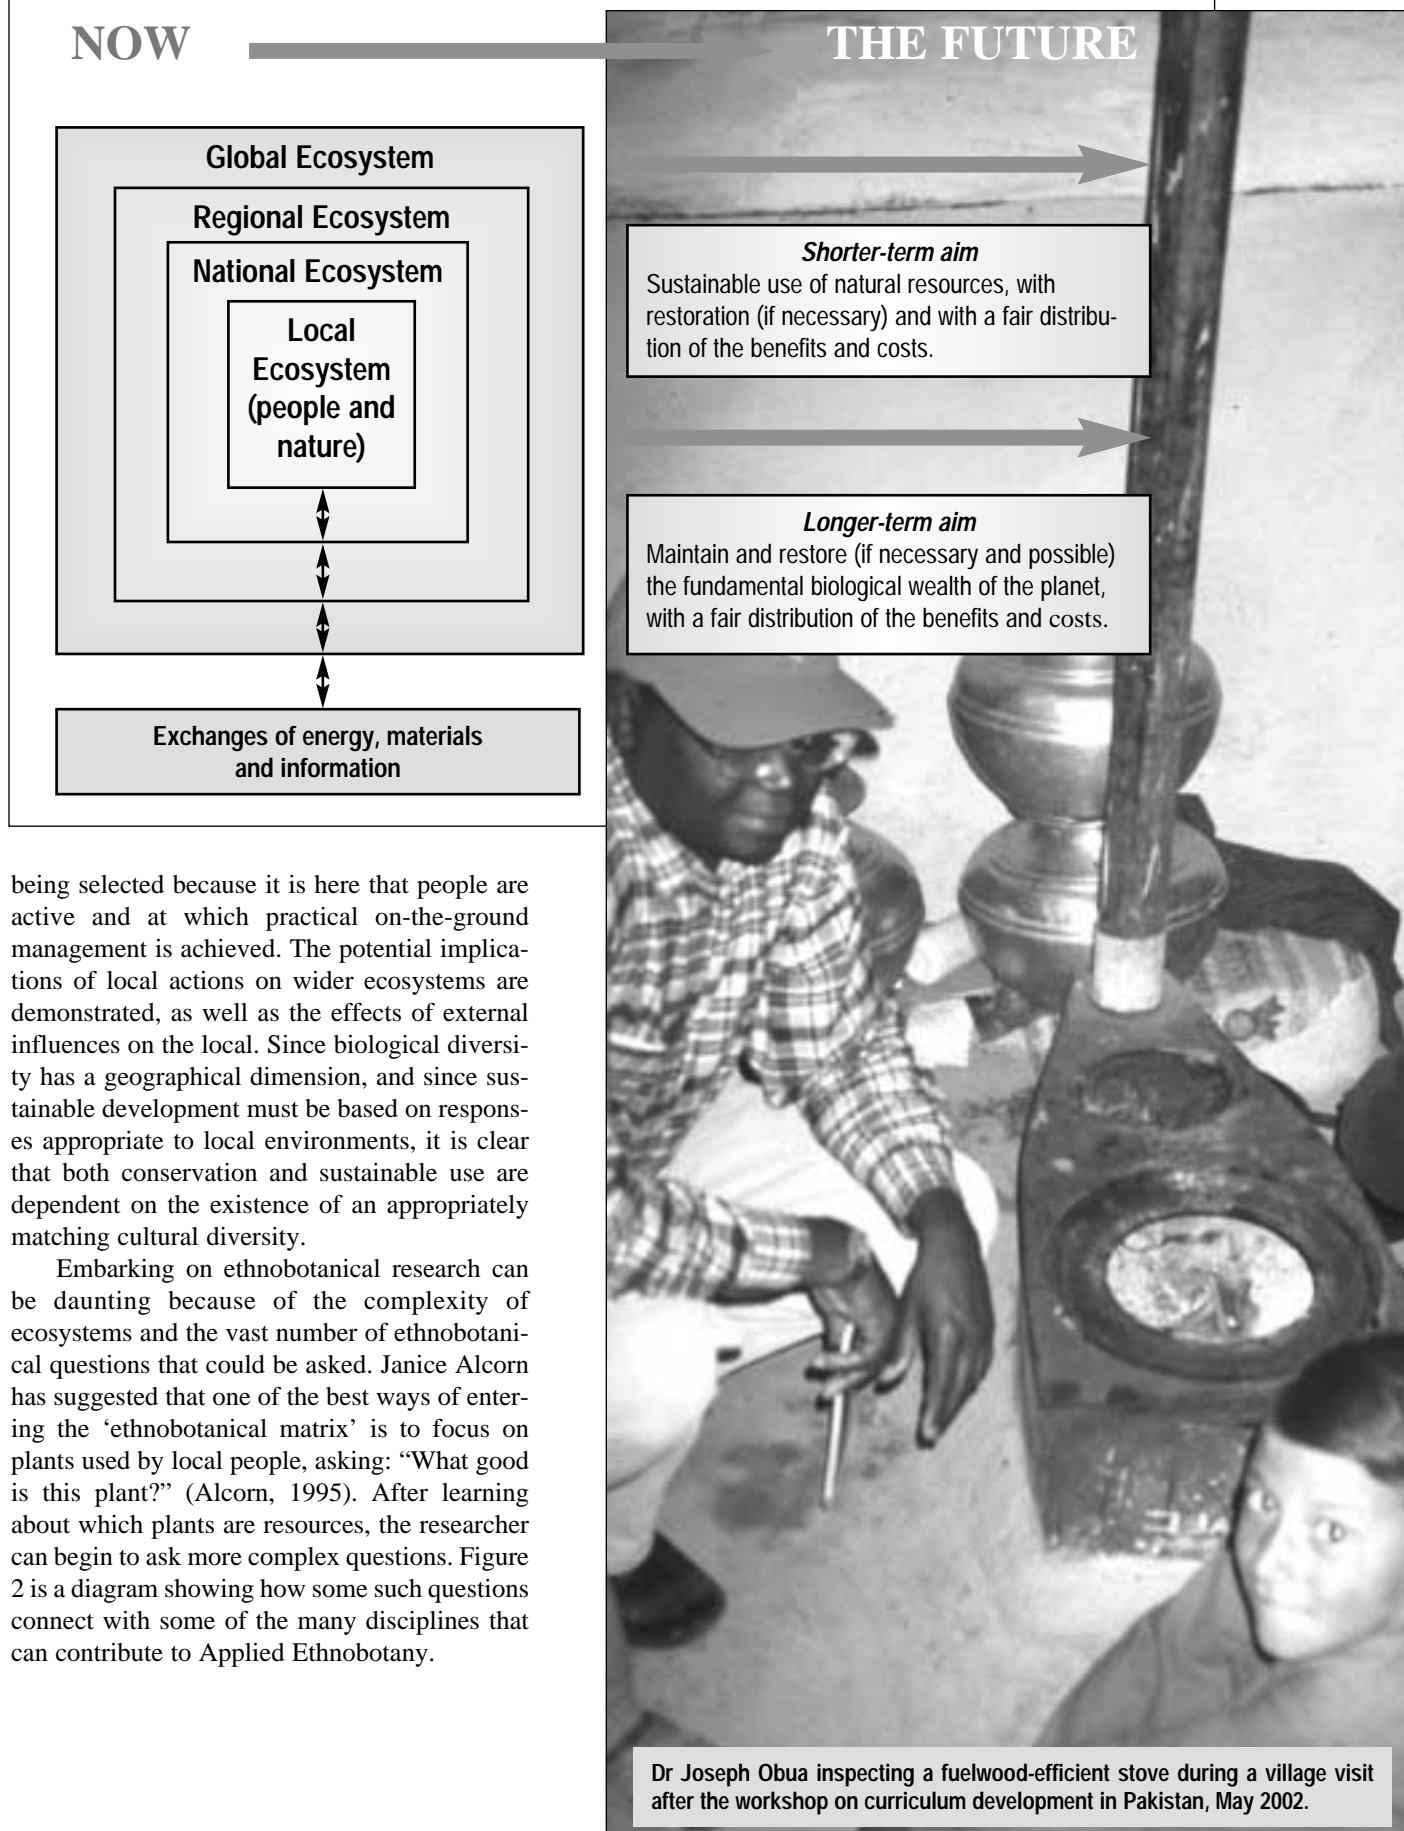 NOW
THE FUTURE
Global Ecosystem
Regional Ecosystem
National Ecosystem
Local
Ecosystem
(people and
nature)
Exchanges of energy, materials
and information
Shorter-term aim
Sustainable use of natural resources, with
restoration (if necessary) and with a fair distribu-
tion of the benefits and costs.
Longer-term aim
Maintain and restore (if necessary and possible)
the fundamental biological wealth of the planet,
with a fair distribution of the benefits and costs.
being selected because it is here that people are
active and at which practical on-the-ground
management is achieved. The potential implica-
tions of local actions on wider ecosystems are
demonstrated, as well as the effects of external
influences on the local. Since biological diversi-
ty has a geographical dimension, and since sus-
tainable development must be based on respons-
es appropriate to local environments, it is clear
that both conservation and sustainable use are
dependent on the existence of an appropriately
matching cultural diversity.
Embarking on ethnobotanical research can
be daunting because of the complexity of
ecosystems and the vast number of ethnobotani-
cal questions that could be asked. Janice Alcorn
has suggested that one of the best ways of enter-
ing the ‘ethnobotanical matrix’ is to focus on
plants used by local people, asking: “What good
is this plant?” (Alcorn, 1995). After learning
about which plants are resources, the researcher
can begin to ask more complex questions. Figure
2 is a diagram showing how some such questions
connect with some of the many disciplines that
can contribute to Applied Ethnobotany.
Dr Joseph Obua inspecting a fuelwood-efficient stove during a village visit
after the workshop on curriculum development in Pakistan, May 2002.